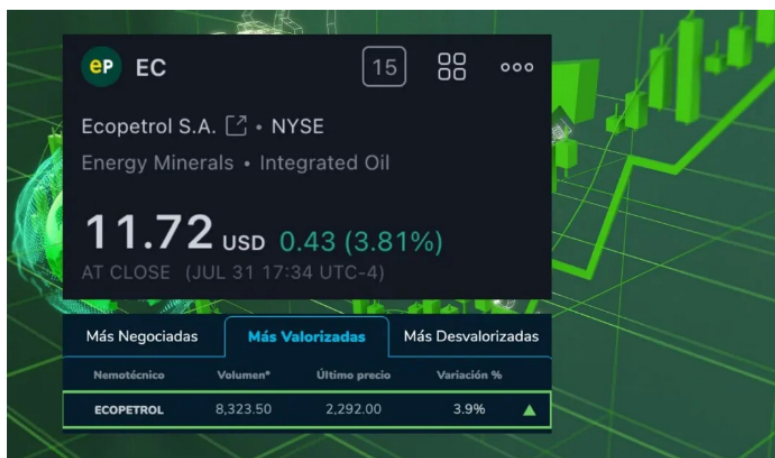 eP EC 15
Ecopetrol S.A. • NYSE
Energy Minerals • Integrated Oil
11.72 USD 0.43 (3.81%)
AT CLOSE (JUL 31 17:34 UTC-4)
Más Negociadas Más Valorizadas Más Desvalorizadas
Nemotécnico Volumen* Último precio Variación %
ECOPETROL 8,323.50 2,292.00 3.9%